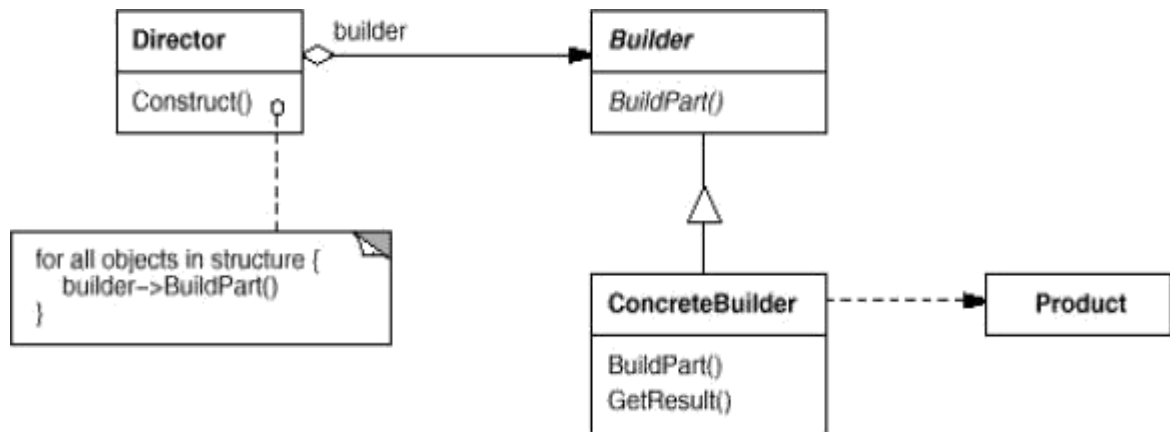 Director
Construct()
builder
Builder
BuildPart()
for all objects in structure {
builder->BuildPart()
}
ConcreteBuilder
BuildPart()
GetResult()
Product